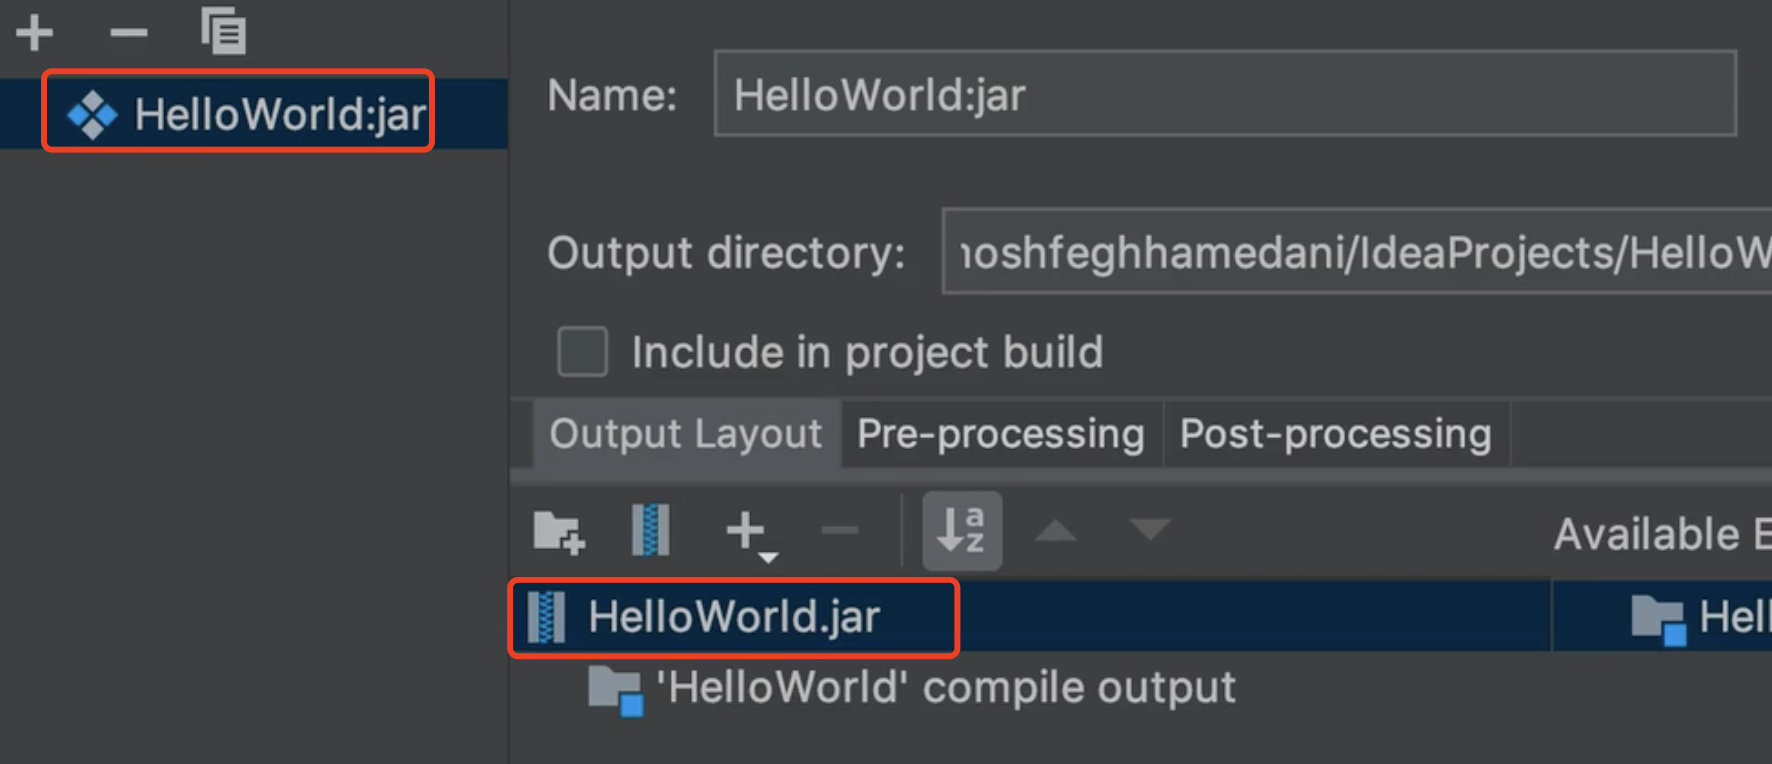 HelloWorld:jar
Name: HelloWorld:jar
Output directory: oshfeghhamedani/IdeaProjects/HelloW
Include in project build
Output Layout Pre-processing Post-processing
Available E
HelloWorld.jar Hell
'HelloWorld' compile output